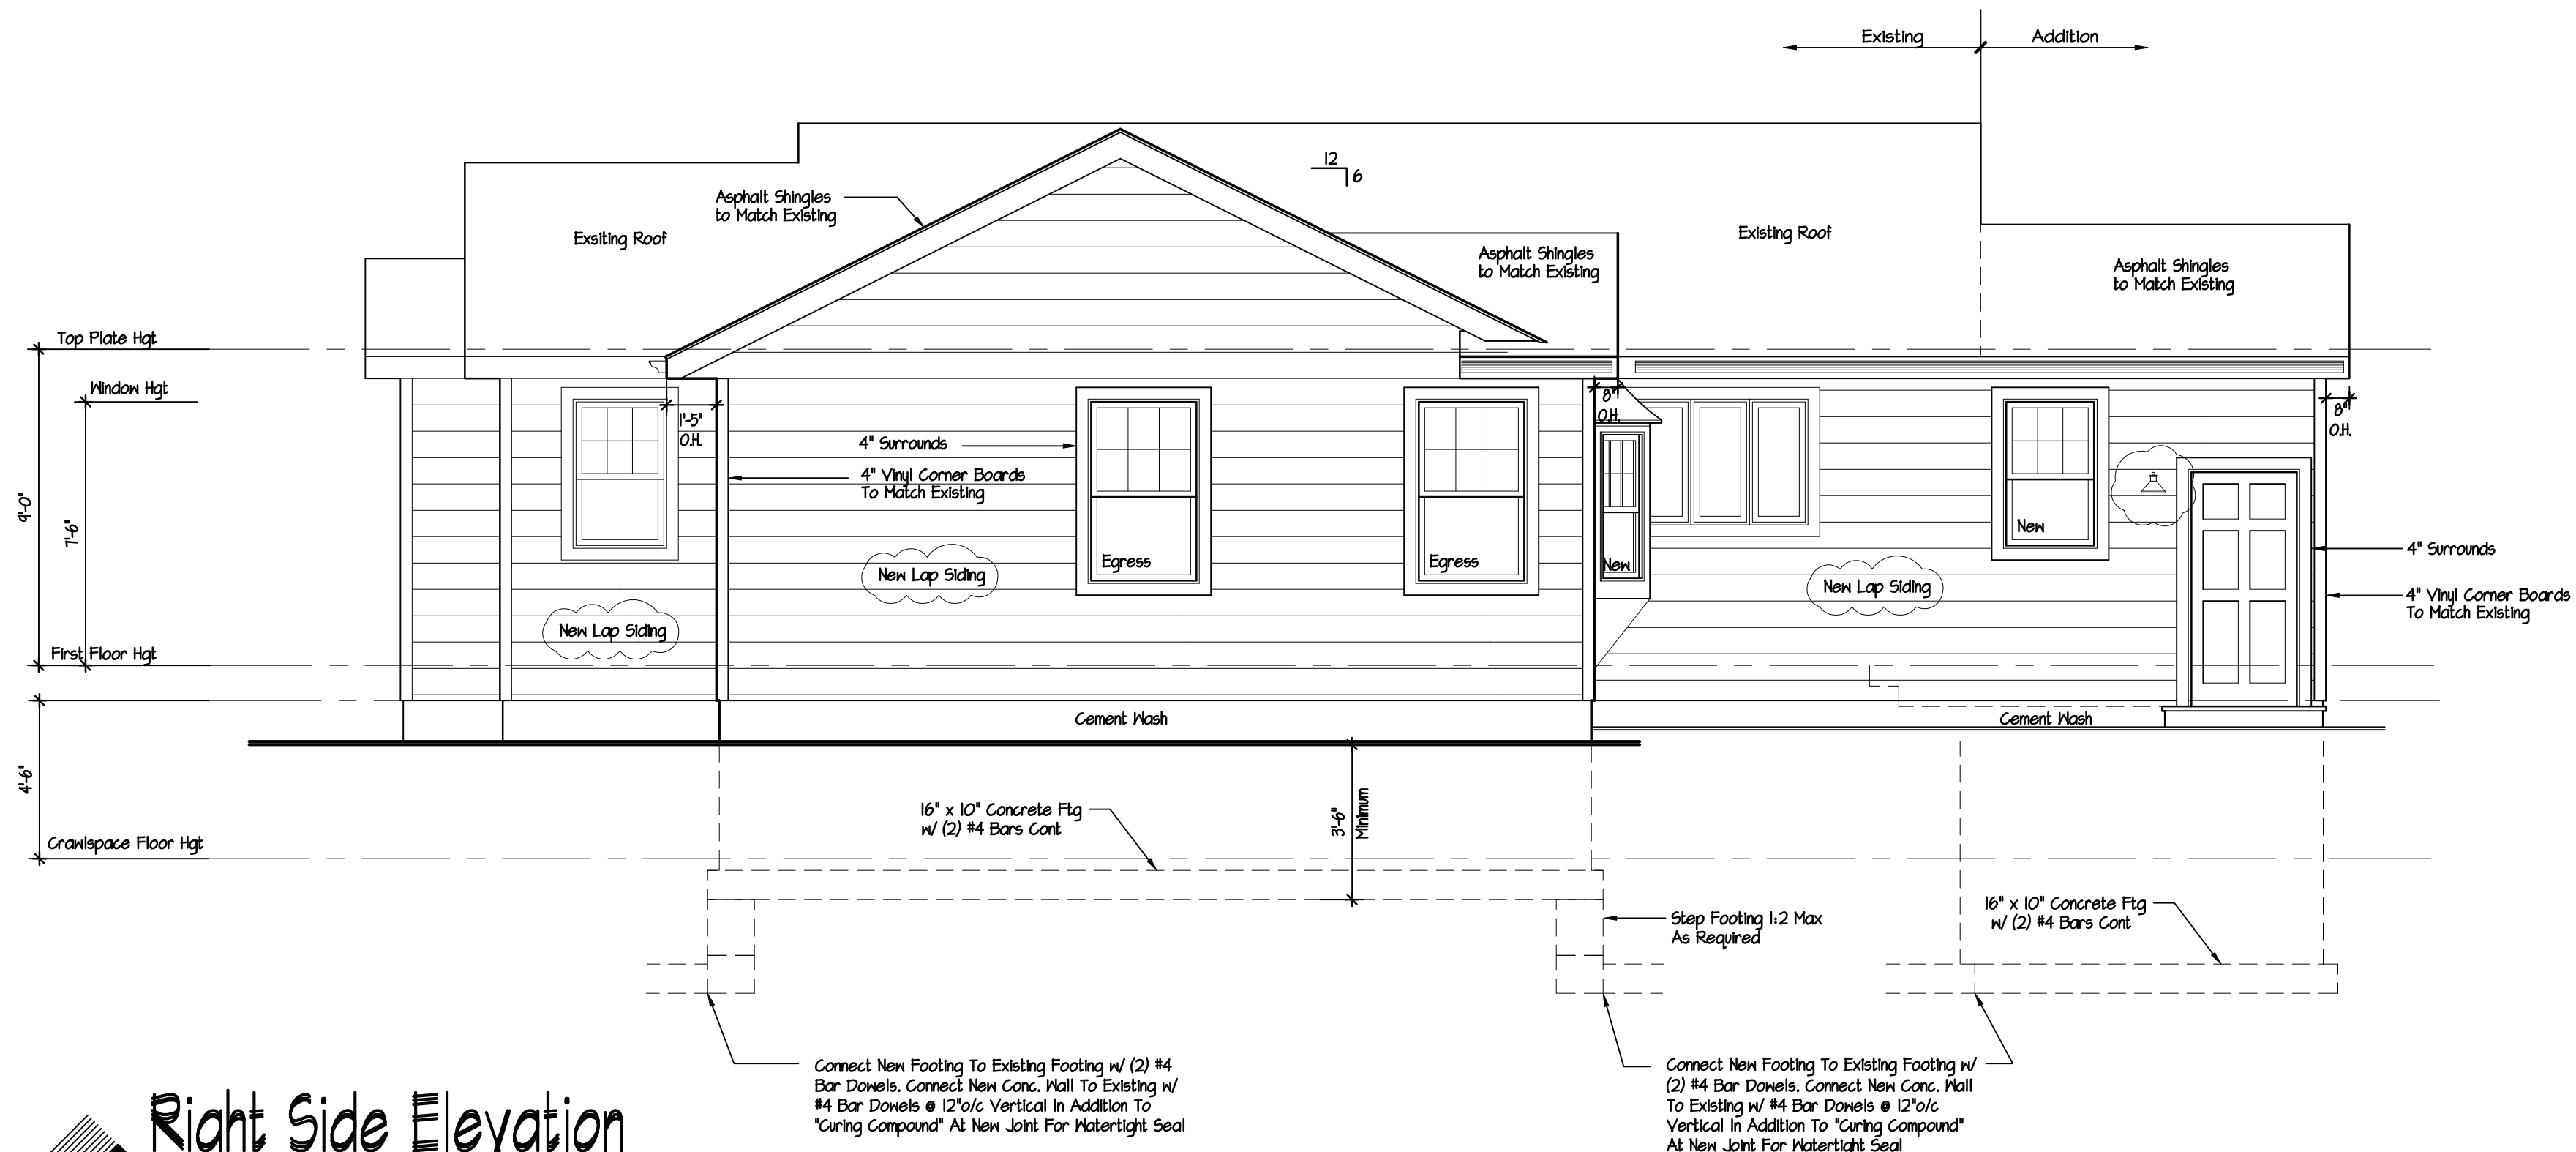 Existing
Addition
12
6
Asphalt Shingles
to Match Existing
Exsiting Roof
Existing Roof
Asphalt Shingles
to Match Existing
Asphalt Shingles
to Match Existing
Top Plate Hgt
Window Hgt
1'-5"
O.H.
8"
O.H.
8"
O.H.
4" Surrounds
4" Vinyl Corner Boards
To Match Existing
9'-0"
7'-6"
New
Egress
Egress
New
4" Surrounds
New Lap Siding
New Lap Siding
4" Vinyl Corner Boards
To Match Existing
New Lap Siding
First Floor Hgt
Cement Wash
Cement Wash
4'-6"
16" x 10" Concrete Ftg
w/ (2) #4 Bars Cont
3'-6"
Minimum
Crawlspace Floor Hgt
16" x 10" Concrete Ftg
w/ (2) #4 Bars Cont
Step Footing 1:2 Max
As Required
Connect New Footing To Existing Footing w/ (2) #4
Bar Dowels. Connect New Conc. Wall To Existing w/
#4 Bar Dowels @ 12"o/c Vertical In Addition To
"Curing Compound" At New Joint For Watertight Seal
Connect New Footing To Existing Footing w/
(2) #4 Bar Dowels. Connect New Conc. Wall
To Existing w/ #4 Bar Dowels @ 12"o/c
Vertical In Addition To "Curing Compound"
At New Joint For Watertight Seal
Right Side Elevation